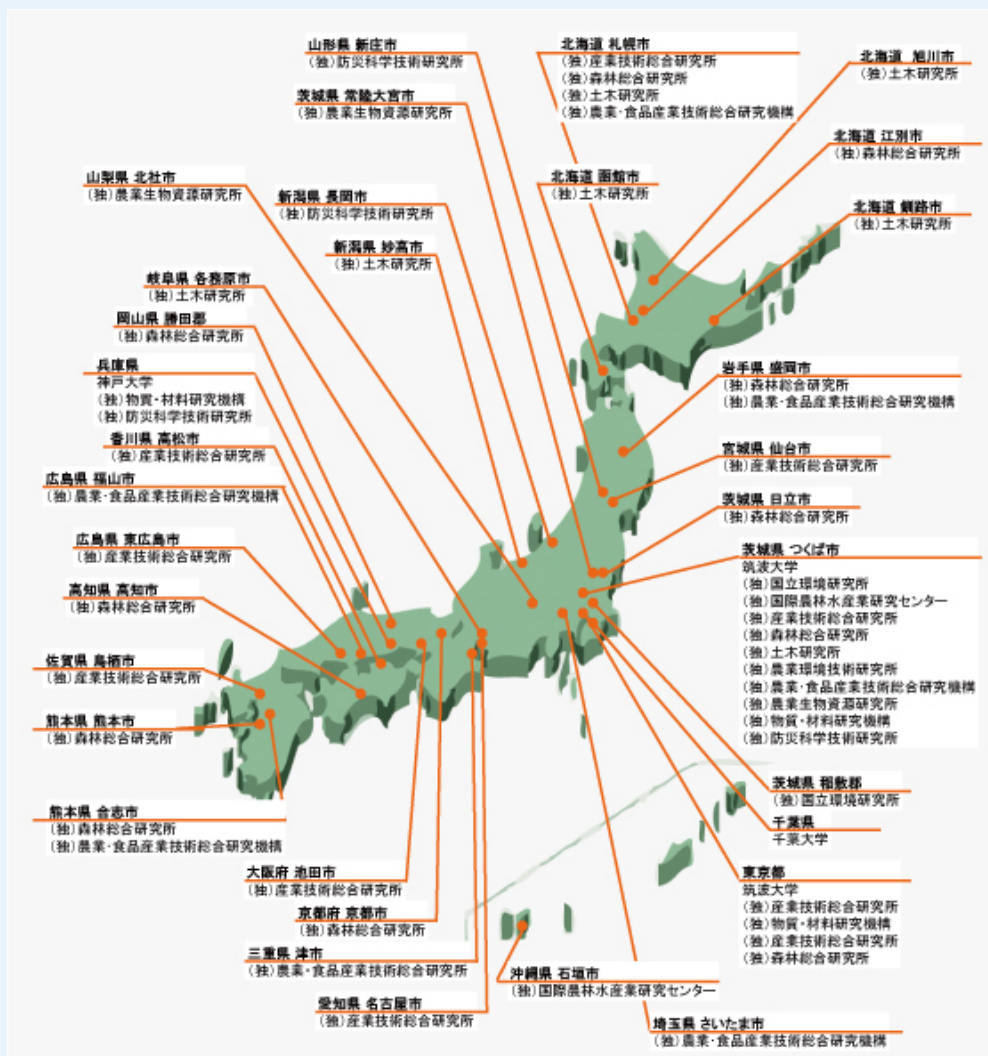 山形県 新庄市
(独)防災科学技術研究所
茨城県 常陸大宮市
(独)農業生物資源研究所
山梨県 北社市
(独)農業生物資源研究所
新潟県 長岡市
(独)防災科学技術研究所
新潟県 妙高市
(独)土木研究所
岐阜県 各務原市
(独)土木研究所
岡山県 勝田郡
(独)森林総合研究所
兵庫県
神戸大学
(独)物質・材料研究機構
(独)防災科学技術研究所
香川県 高松市
(独)産業技術総合研究所
広島県 福山市
(独)農業・食品産業技術総合研究機構
広島県 東広島市
(独)産業技術総合研究所
高知県 高知市
(独)森林総合研究所
佐賀県 鳥栖市
(独)産業技術総合研究所
熊本県 熊本市
(独)森林総合研究所
熊本県 合志市
(独)森林総合研究所
(独)農業・食品産業技術総合研究機構
大阪府 池田市
(独)産業技術総合研究所
京都府 京都市
(独)森林総合研究所
三重県 津市
(独)農業・食品産業技術総合研究所
愛知県 名古屋市
(独)産業技術総合研究所
北海道 札幌市
(独)産業技術総合研究所
(独)森林総合研究所
(独)土木研究所
(独)農業・食品産業技術総合研究機構
北海道 旭川市
(独)土木研究所
北海道 江別市
(独)森林総合研究所
北海道 函館市
(独)土木研究所
北海道 釧路市
(独)土木研究所
岩手県 盛岡市
(独)森林総合研究所
(独)農業・食品産業技術総合研究機構
宮城県 仙台市
(独)産業技術総合研究所
茨城県 日立市
(独)森林総合研究所
茨城県 つくば市
筑波大学
(独)国立環境研究所
(独)国際農林水産業研究センター
(独)産業技術総合研究所
(独)森林総合研究所
(独)土木研究所
(独)農業環境技術研究所
(独)農業・食品産業技術総合研究機構
(独)農業生物資源研究所
(独)物質・材料研究機構
(独)防災科学技術研究所
茨城県 稲敷郡
(独)国立環境研究所
千葉県
千葉大学
東京都
筑波大学
(独)産業技術総合研究所
(独)物質・材料研究機構
(独)産業技術総合研究所
(独)森林総合研究所
沖縄県 石垣市
(独)国際農林水産業研究センター
埼玉県 さいたま市
(独)農業・食品産業技術総合研究機構